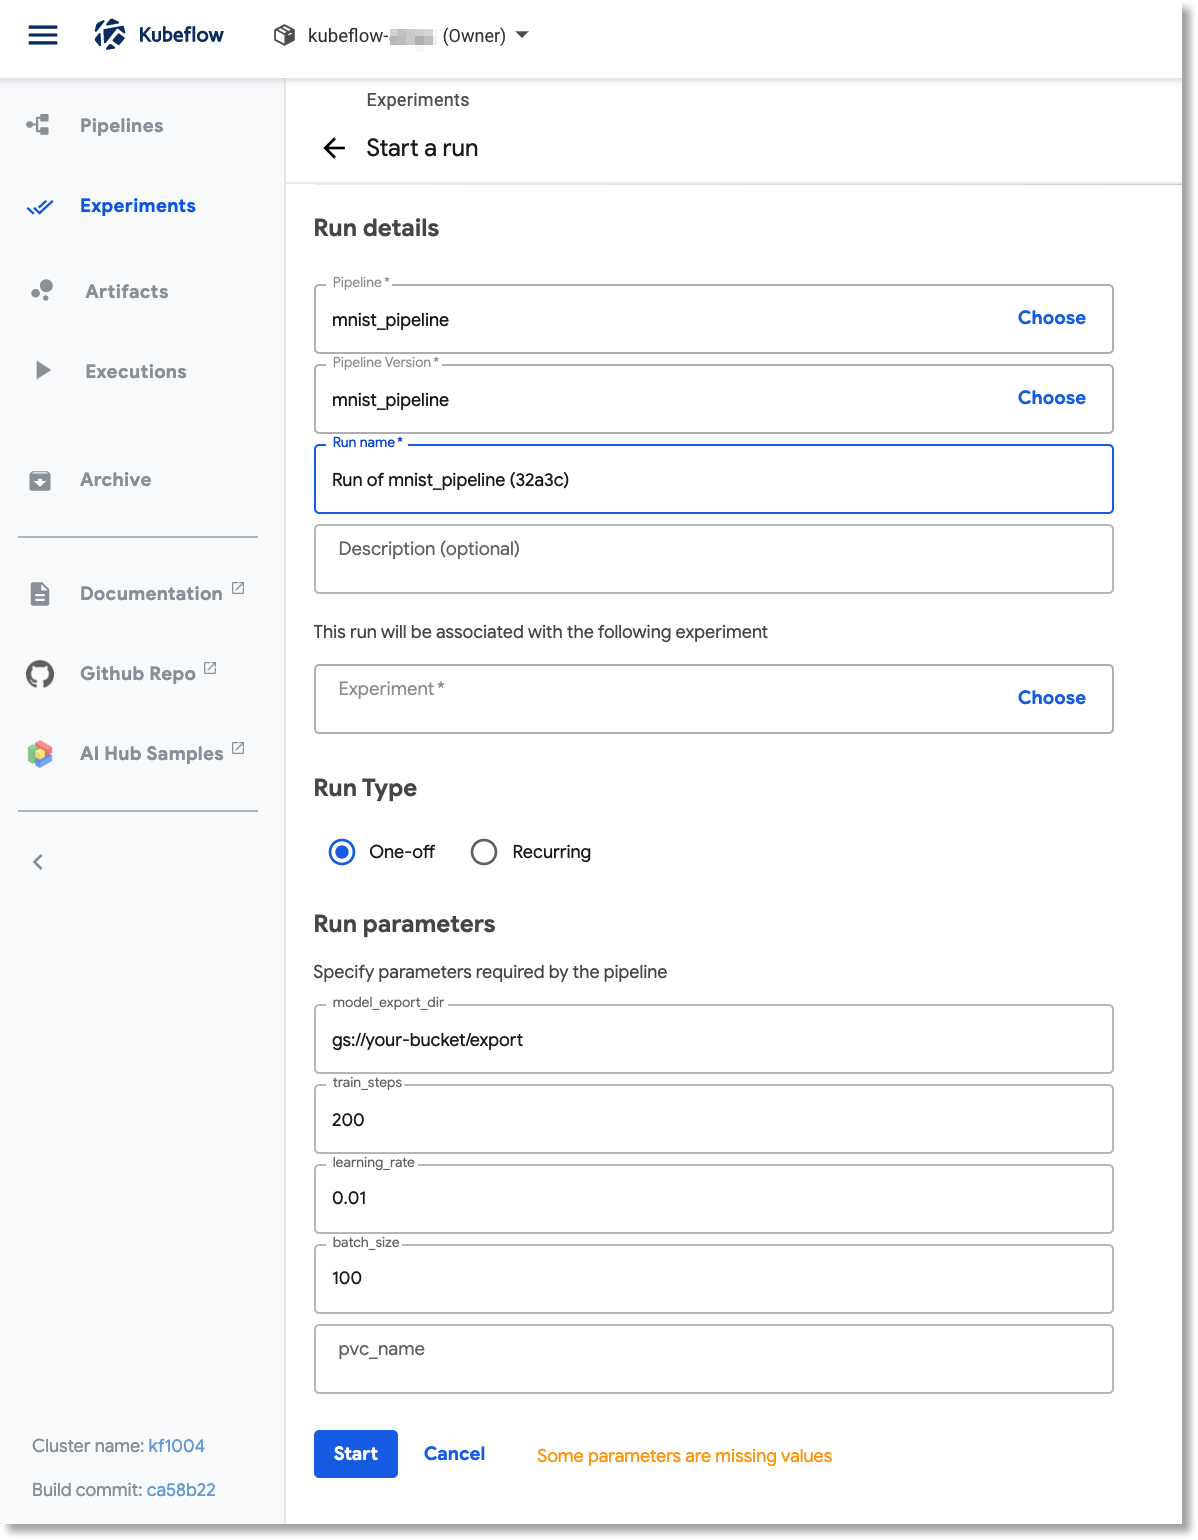 Kubeflow
kubeflow- (Owner)
Pipelines
Experiments
Artifacts
Executions
Archive
Documentation
Github Repo
AI Hub Samples
Cluster name: kf1004
Build commit: ca58b22
Experiments
Start a run
Run details
Pipeline *
mnist_pipeline
Choose
Pipeline Version *
mnist_pipeline
Choose
Run name *
Run of mnist_pipeline (32a3c)
Description (optional)
This run will be associated with the following experiment
Experiment *
Choose
Run Type
One-off Recurring
Run parameters
Specify parameters required by the pipeline
model_export_dir
gs://your-bucket/export
train_steps
200
learning_rate
0.01
batch_size
100
pvc_name
Start Cancel Some parameters are missing values